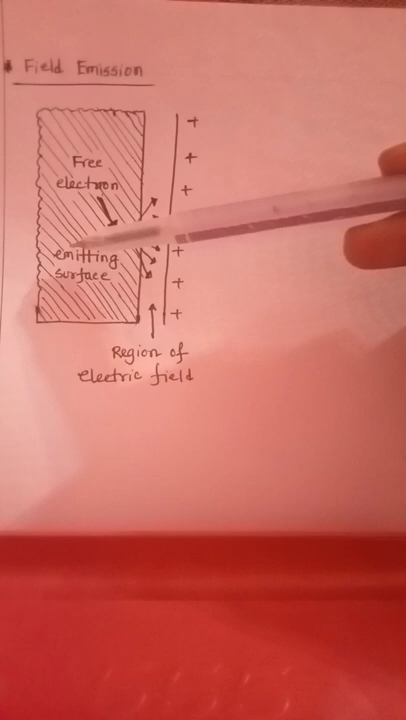 Field Emission
+
+
+
Free
electron
emitting
surface
+
+
+
Region of
electric field